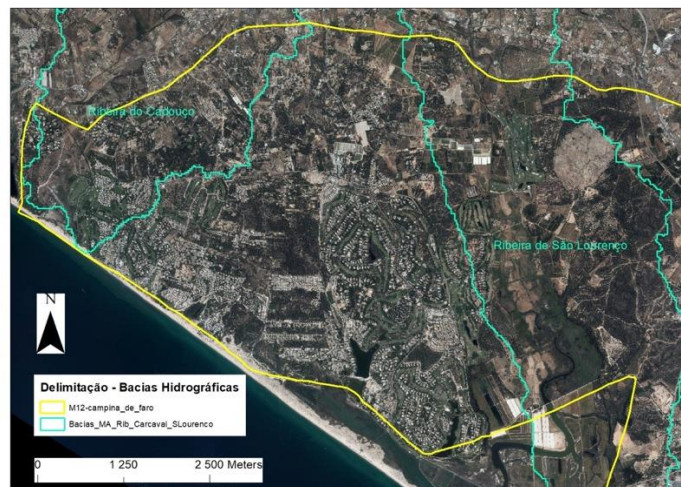 Ribeira do Cadouço
Ribeira de São Lourenço
N
Delimitação - Bacias Hidrográficas
M12-campina_de_faro
Bacias_MA_Rib_Carcavai_SLourenco
0 1 250 2 500 Meters